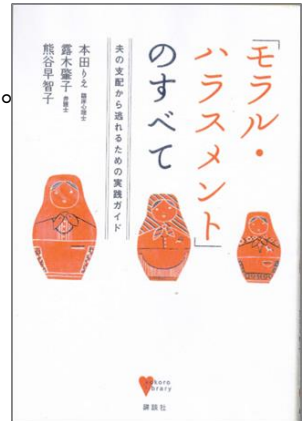 「モラル・
ハラスメント」
のすべて
夫の支配から逃れるための実践ガイド
本田りえ 臨床心理士
露木肇子 弁護士
熊谷早智子
kokoro
library
講談社